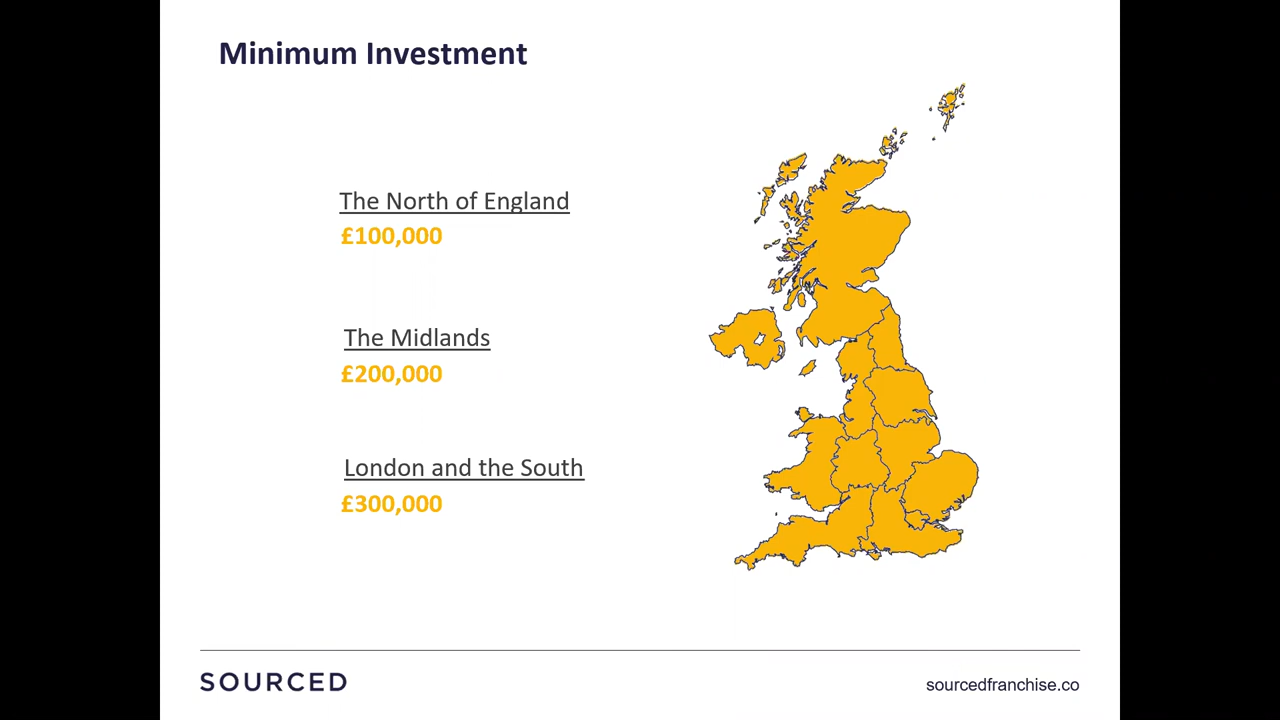 Minimum Investment
The North of England
£100,000
The Midlands
£200,000
London and the South
£300,000
SOURCED
sourcedfranchise.co